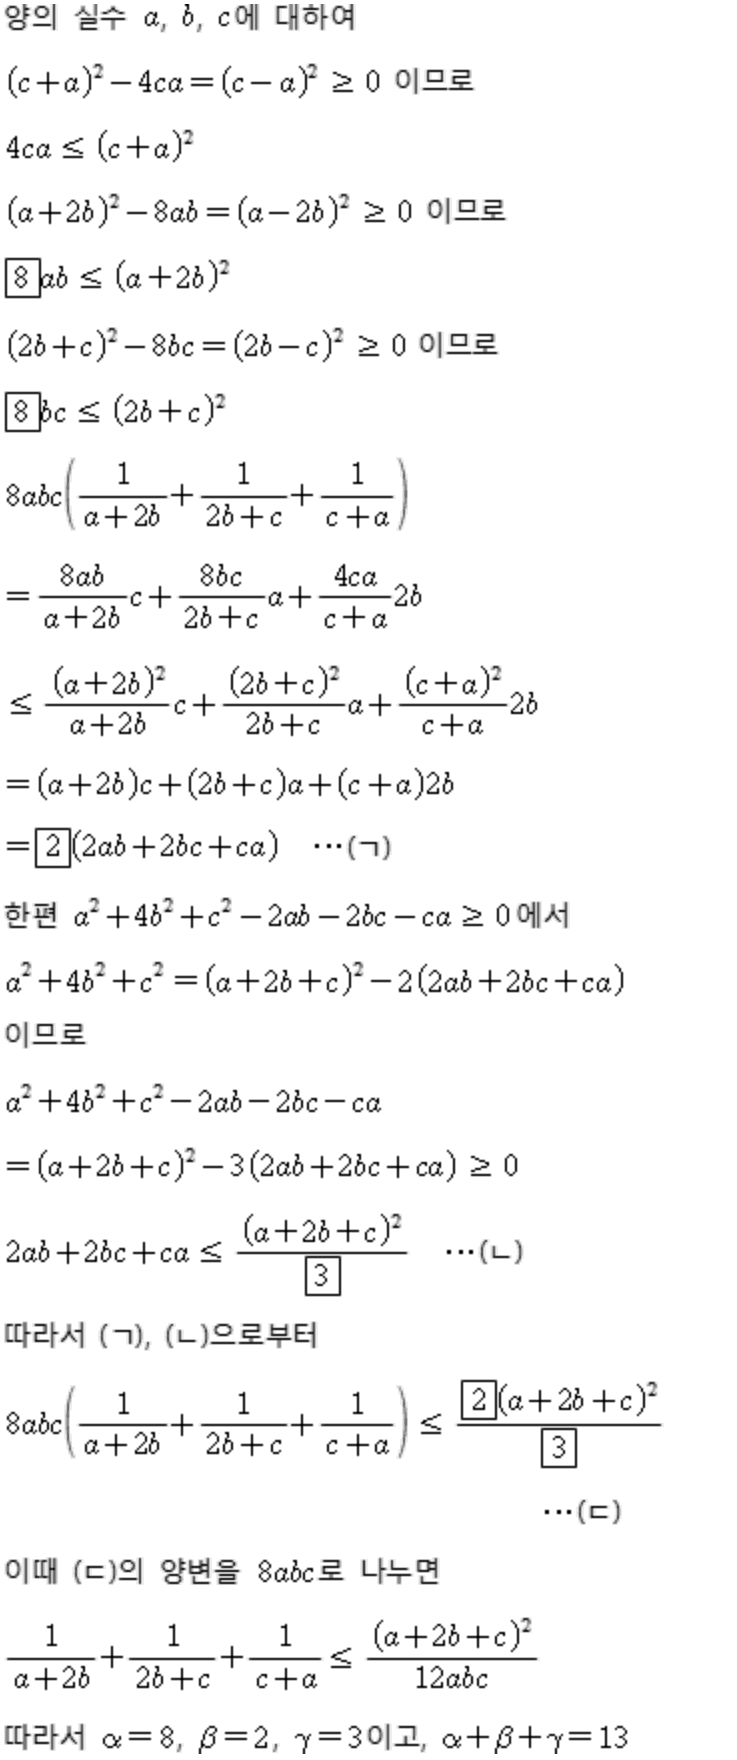 양의 실수 a, b, c에 대하여
(c+a)² − 4ca = (c − a)² ≥ 0 이므로
4ca ≤ (c+a)²
(a+2b)² − 8ab = (a−2b)² ≥ 0 이므로
8 ab ≤ (a+2b)²
(2b+c)² − 8bc = (2b−c)² ≥ 0 이므로
8 bc ≤ (2b+c)²
8abc(1/(a+2b) + 1/(2b+c) + 1/(c+a))
= 8ab/(a+2b) c + 8bc/(2b+c) a + 4ca/(c+a) 2b
≤ (a+2b)²/(a+2b) c + (2b+c)²/(2b+c) a + (c+a)²/(c+a) 2b
= (a+2b)c + (2b+c)a + (c+a)2b
= 2 (2ab+2bc+ca) ⋯(ㄱ)
한편 a²+4b²+c²−2ab−2bc−ca ≥ 0에서
a²+4b²+c² = (a+2b+c)² − 2(2ab+2bc+ca)
이므로
a²+4b²+c²−2ab−2bc−ca
= (a+2b+c)² − 3(2ab+2bc+ca) ≥ 0
2ab+2bc+ca ≤ (a+2b+c)²/3 ⋯(ㄴ)
따라서 (ㄱ), (ㄴ)으로부터
8abc(1/(a+2b) + 1/(2b+c) + 1/(c+a)) ≤ 2(a+2b+c)²/3
⋯(ㄷ)
이때 (ㄷ)의 양변을 8abc로 나누면
1/(a+2b) + 1/(2b+c) + 1/(c+a) ≤ (a+2b+c)²/12abc
따라서 α=8, β=2, γ=3이고, α+β+γ=13